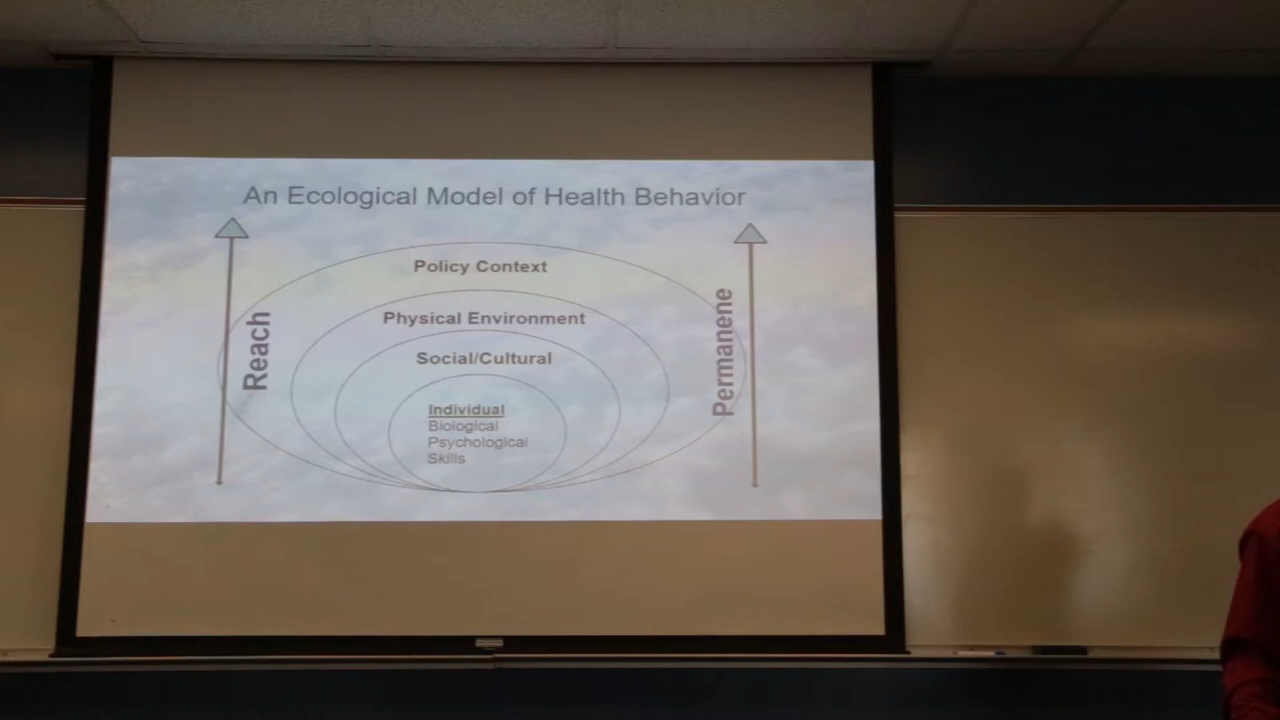 An Ecological Model of Health Behavior
Policy Context
Physical Environment
Social/Cultural
Individual
Biological
Psychological
Skills
Reach
Permanene